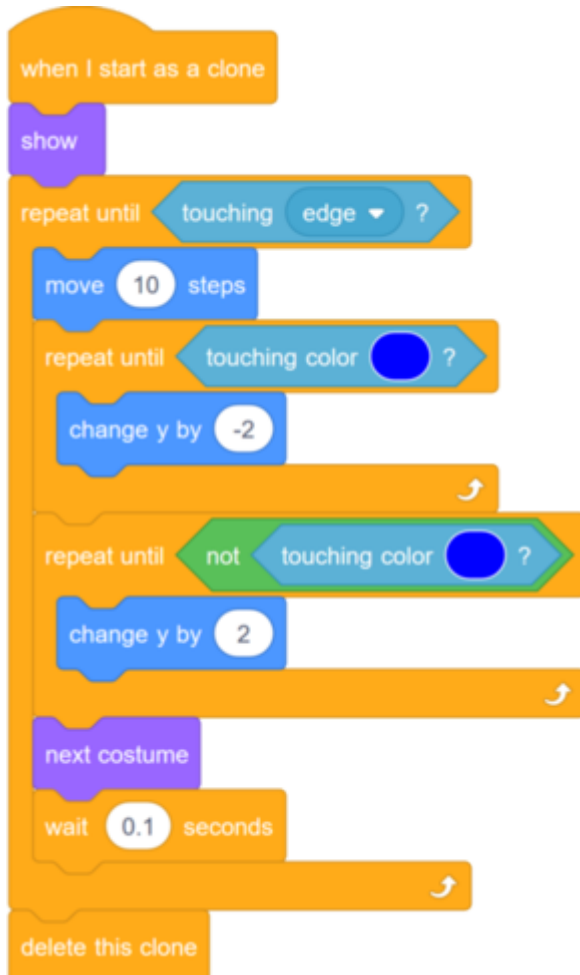 when I start as a clone
show
repeat until touching edge ?
move 10 steps
repeat until touching color ?
change y by -2
repeat until not touching color ?
change y by 2
next costume
wait 0.1 seconds
delete this clone